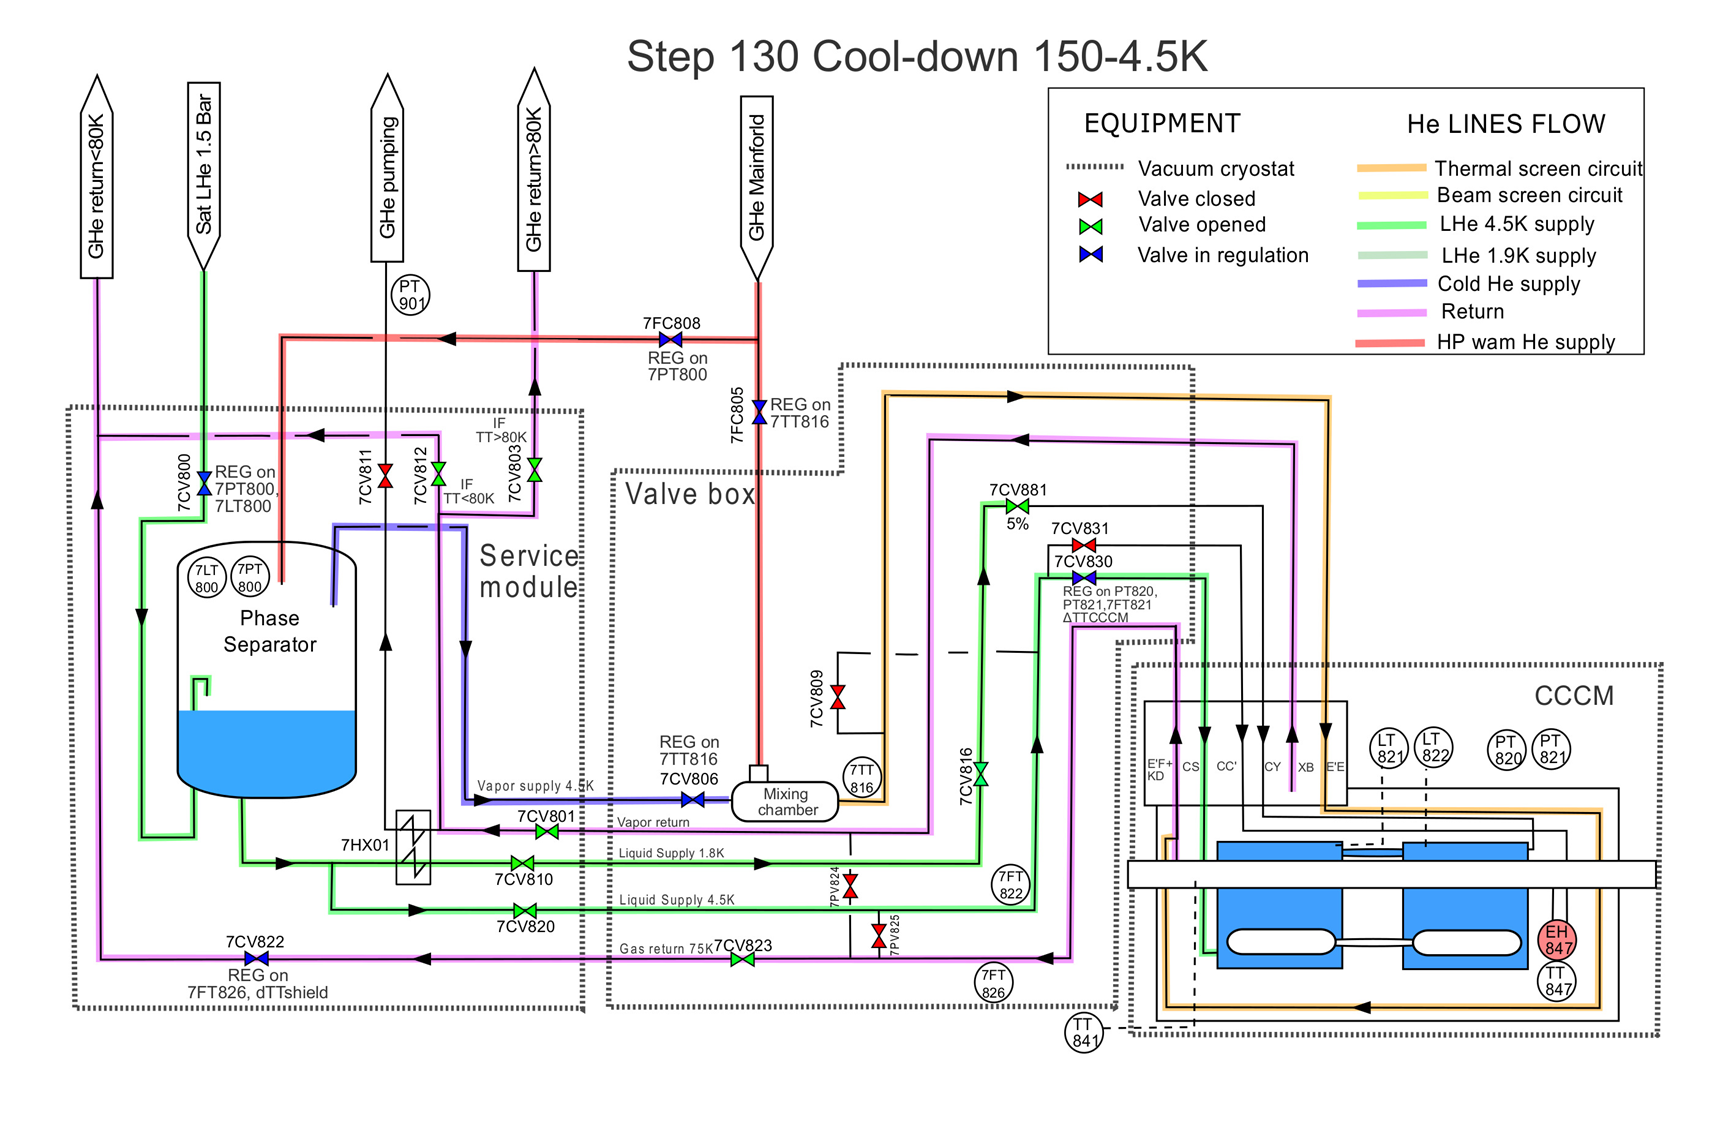 Step 130 Cool-down 150-4.5K
GHe return<80K
Sat LHe 1.5 Bar
GHe pumping
GHe return>80K
GHe Mainforld
EQUIPMENT
Vacuum cryostat
Valve closed
Valve opened
Valve in regulation
He LINES FLOW
Thermal screen circuit
Beam screen circuit
LHe 4.5K supply
LHe 1.9K supply
Cold He supply
Return
HP wam He supply
PT
901
7FC808
REG on
7PT800
7FC805
REG on
7TT816
7CV800
REG on
7PT800,
7LT800
7CV811
7CV812
IF
TT<80K
IF
TT>80K
7CV803
Service
module
Valve box
7LT
800
7PT
800
Phase
Separator
7CV881
5%
7CV831
7CV830
REG on PT820,
PT821,7FT821
ΔTTCCCM
7CV809
7CV816
REG on
7TT816
7CV806
Mixing
chamber
7TT
816
Vapor supply 4.5K
7CV801
Vapor return
7HX01
Liquid Supply 1.8K
7CV810
7PV824
7FT
822
Liquid Supply 4.5K
7CV820
7PV825
7CV822
REG on
7FT826, dTTshield
Gas return 75K
7CV823
7FT
826
CCCM
E'F+
KD
CS
CC'
CY
XB
E'E
LT
821
LT
822
PT
820
PT
821
EH
847
TT
847
TT
841